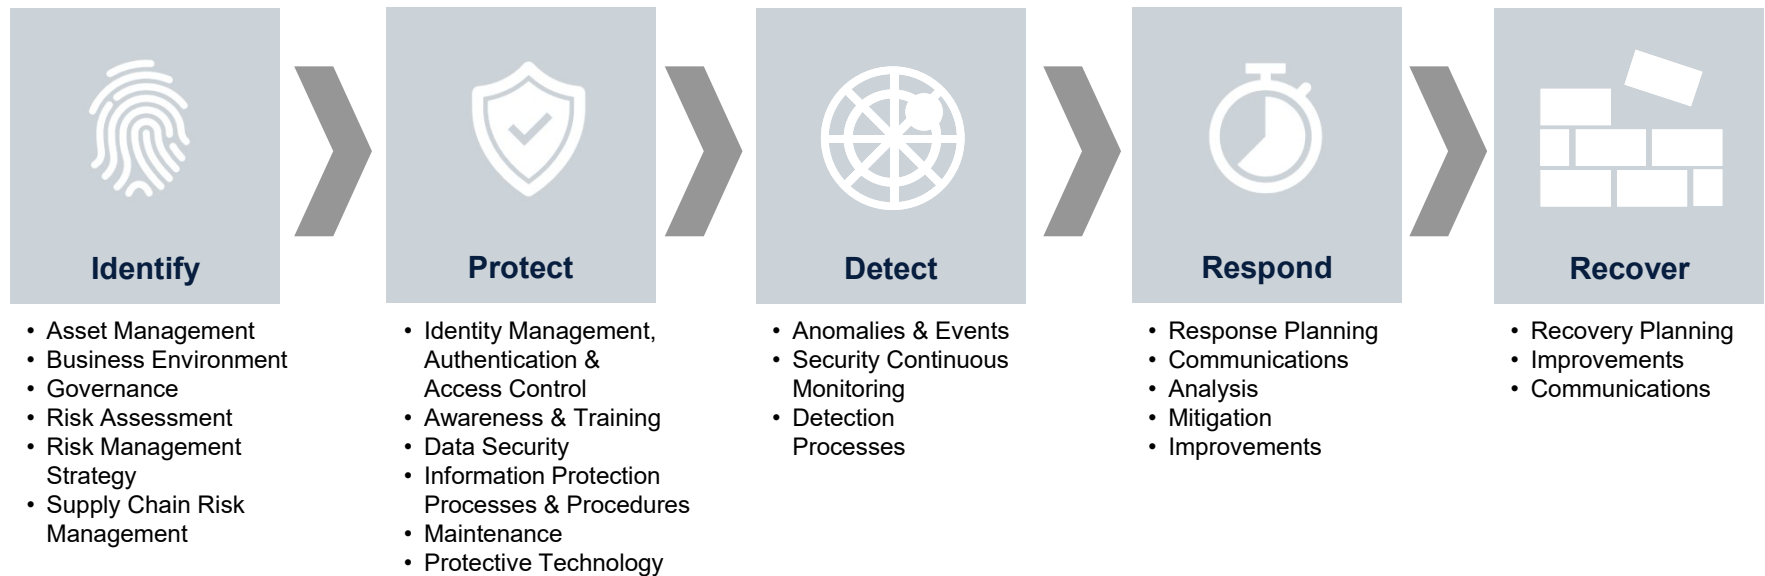 Identify
• Asset Management
• Business Environment
• Governance
• Risk Assessment
• Risk Management
Strategy
• Supply Chain Risk
Management
Protect
• Identity Management,
Authentication &
Access Control
• Awareness & Training
• Data Security
• Information Protection
Processes & Procedures
• Maintenance
• Protective Technology
Detect
• Anomalies & Events
• Security Continuous
Monitoring
• Detection
Processes
Respond
• Response Planning
• Communications
• Analysis
• Mitigation
• Improvements
Recover
• Recovery Planning
• Improvements
• Communications